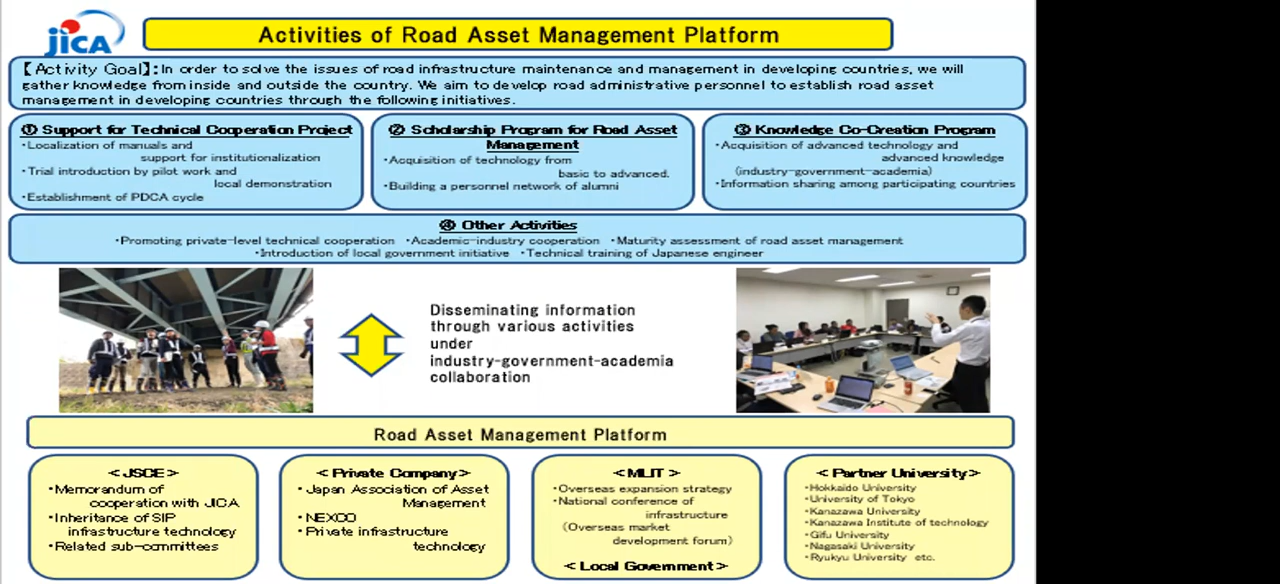 JICA
Activities of Road Asset Management Platform
【Activity Goal】:In order to solve the issues of road infrastructure maintenance and management in developing countries, we will
gather knowledge from inside and outside the country. We aim to develop road administrative personnel to establish road asset
management in developing countries through the following initiatives.
① Support for Technical Cooperation Project
・Localization of manuals and
support for institutionalization
・Trial introduction by pilot work and
local demonstration
・Establishment of PDCA cycle
② Scholarship Program for Road Asset
Management
・Acquisition of technology from
basic to advanced.
・Building a personnel network of alumni
③ Knowledge Co-Creation Program
・Acquisition of advanced technology and
advanced knowledge
(industry-government-academia)
・Information sharing among participating countries
④ Other Activities
・Promoting private-level technical cooperation ・Academic-industry cooperation ・Maturity assessment of road asset management
・Introduction of local government initiative ・Technical training of Japanese engineer
Disseminating information
through various activities
under
industry-government-academia
collaboration
Road Asset Management Platform
< JSCE >
・Memorandum of
cooperation with JICA
・Inheritance of SIP
infrastructure technology
・Related sub-committees
< Private Company >
・Japan Association of Asset
Management
・NEXCO
・Private infrastructure
technology
< MLIT >
・Overseas expansion strategy
・National conference of
infrastructure
(Overseas market
development forum)
< Local Government >
< Partner University >
・Hokkaido University
・University of Tokyo
・Kanazawa University
・Kanazawa Institute of technology
・Gifu University
・Nagasaki University
・Ryukyu University etc.